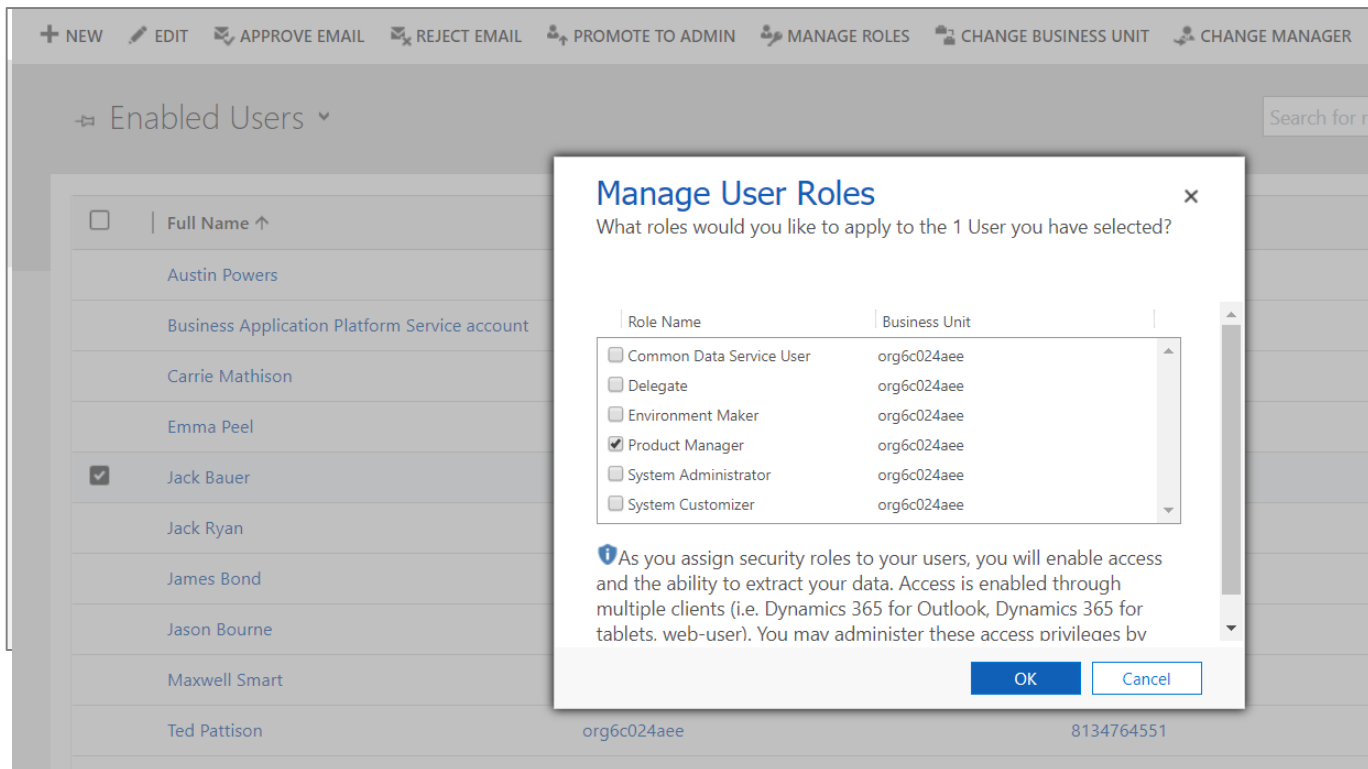 NEW EDIT APPROVE EMAIL REJECT EMAIL PROMOTE TO ADMIN MANAGE ROLES CHANGE BUSINESS UNIT CHANGE MANAGER
Enabled Users
Search for
Full Name
Austin Powers
Business Application Platform Service account
Carrie Mathison
Emma Peel
Jack Bauer
Jack Ryan
James Bond
Jason Bourne
Maxwell Smart
Ted Pattison org6c024aee 8134764551
Manage User Roles
What roles would you like to apply to the 1 User you have selected?
Role Name Business Unit
Common Data Service User org6c024aee
Delegate org6c024aee
Environment Maker org6c024aee
Product Manager org6c024aee
System Administrator org6c024aee
System Customizer org6c024aee
As you assign security roles to your users, you will enable access
and the ability to extract your data. Access is enabled through
multiple clients (i.e. Dynamics 365 for Outlook, Dynamics 365 for
tablets, web-user). You may administer these access privileges by
OK Cancel